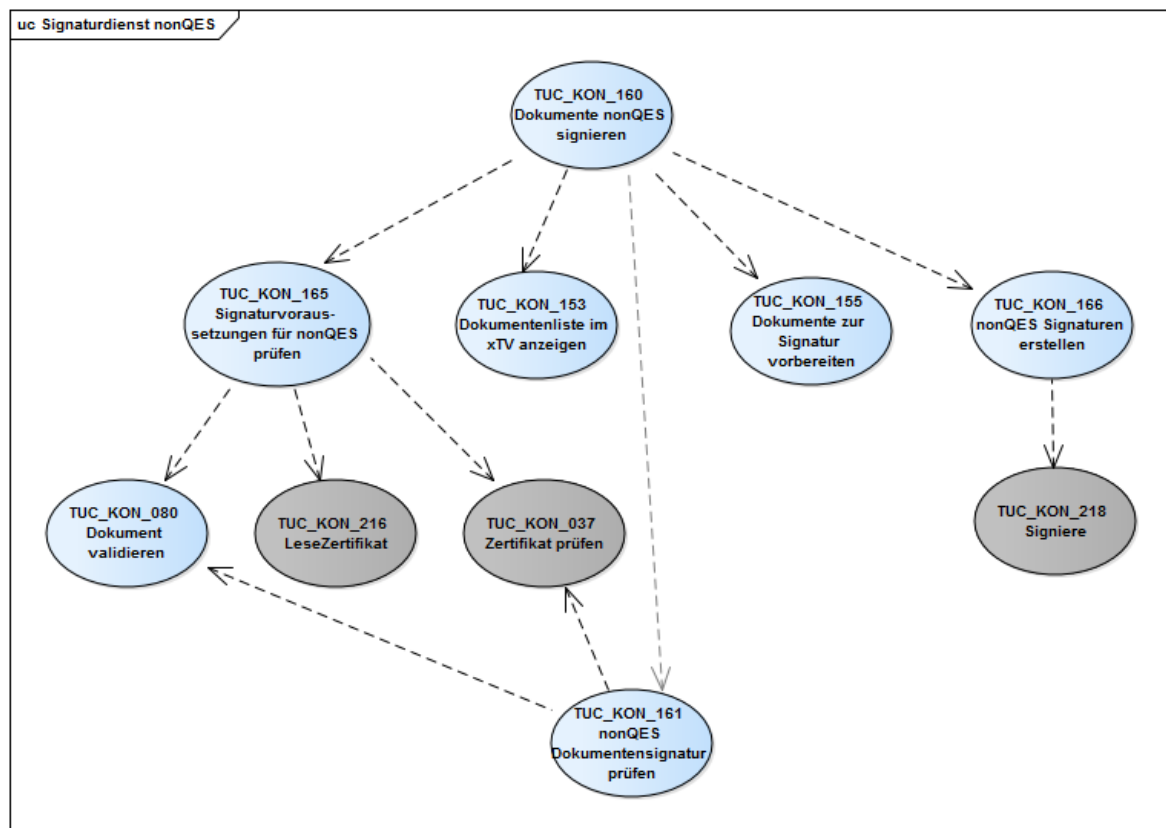 uc Signaturdienst nonQES
TUC_KON_160
Dokumente nonQES
signieren
TUC_KON_165
Signaturvoraus-
setzungen für nonQES
prüfen
TUC_KON_153
Dokumentenliste im
xTV anzeigen
TUC_KON_155
Dokumente zur
Signatur
vorbereiten
TUC_KON_166
nonQES Signaturen
erstellen
TUC_KON_080
Dokument
validieren
TUC_KON_216
LeseZertifikat
TUC_KON_037
Zertifikat prüfen
TUC_KON_218
Signiere
TUC_KON_161
nonQES
Dokumentensignatur
prüfen